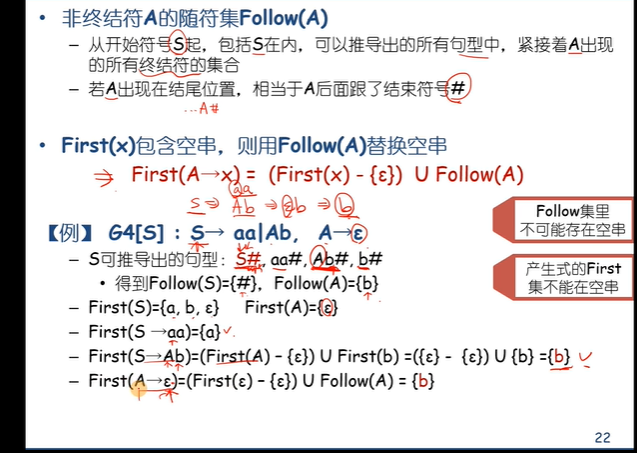 • 非终结符A的随符集Follow(A)
– 从开始符号S起，包括S在内，可以推导出的所有句型中，紧接着A出现
的所有终结符的集合
– 若A出现在结尾位置，相当于A后面跟了结束符号#
...A#
• First(x)包含空串，则用Follow(A)替换空串
⇒ First(A→x) = (First(x) - {ε}) U Follow(A)
aa
S ⇒ Ab ⇒ εb ⇒ b
Follow集里
不可能存在空串
【例】 G4[S] : S→ aa|Ab, A→ε
– S可推导出的句型: S#, aa#, Ab#, b#
产生式的First
集不能在空串
• 得到Follow(S)={#}, Follow(A)={b}
– First(S)={a, b, ε} First(A)={ε}
– First(S →aa)={a}
– First(S→Ab)=(First(A) – {ε}) U First(b) =({ε} - {ε}) U {b} ={b}
– First(A→ε)=(First(ε) – {ε}) U Follow(A) = {b}
22